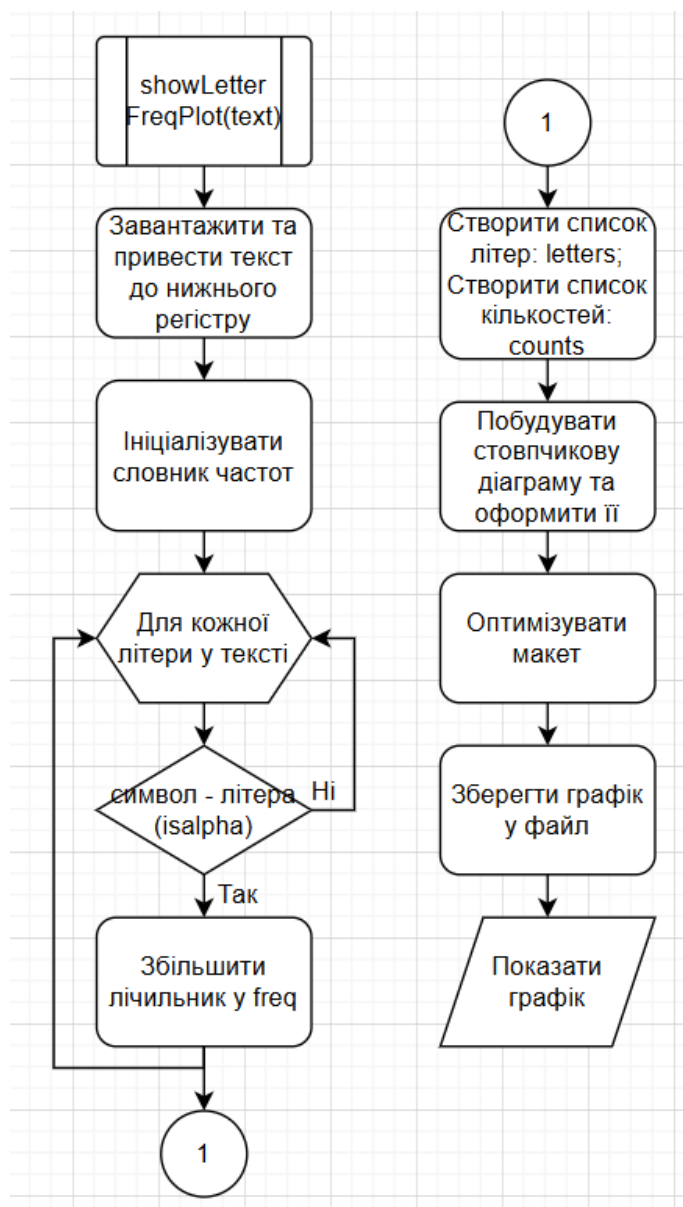 showLetter
FreqPlot(text)
Завантажити та
привести текст
до нижнього
регістру
Ініціалізувати
словник частот
Для кожної
літери у тексті
символ - літера
(isalpha)
Ні
Так
Збільшити
лічильник у freq
1
1
Створити список
літер: letters;
Створити список
кількостей:
counts
Побудувати
стовпчикову
діаграму та
оформити її
Оптимізувати
макет
Зберегти графік
у файл
Показати
графік